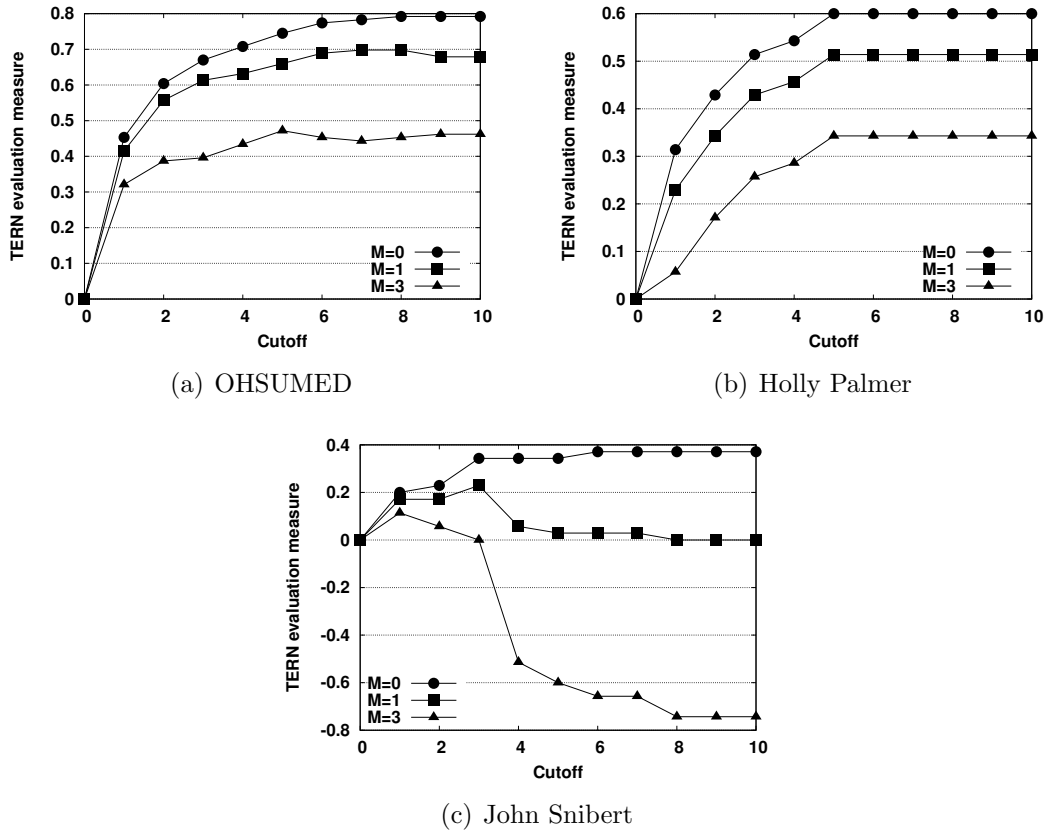 0.8
0.7
0.6
0.5
0.4
0.3
0.2
0.1
0
TERN evaluation measure
M=0
M=1
M=3
0 2 4 6 8 10
Cutoff
(a) OHSUMED
0.6
0.5
0.4
0.3
0.2
0.1
0
TERN evaluation measure
M=0
M=1
M=3
0 2 4 6 8 10
Cutoff
(b) Holly Palmer
0.4
0.2
0
-0.2
-0.4
-0.6
-0.8
TERN evaluation measure
M=0
M=1
M=3
0 2 4 6 8 10
Cutoff
(c) John Snibert